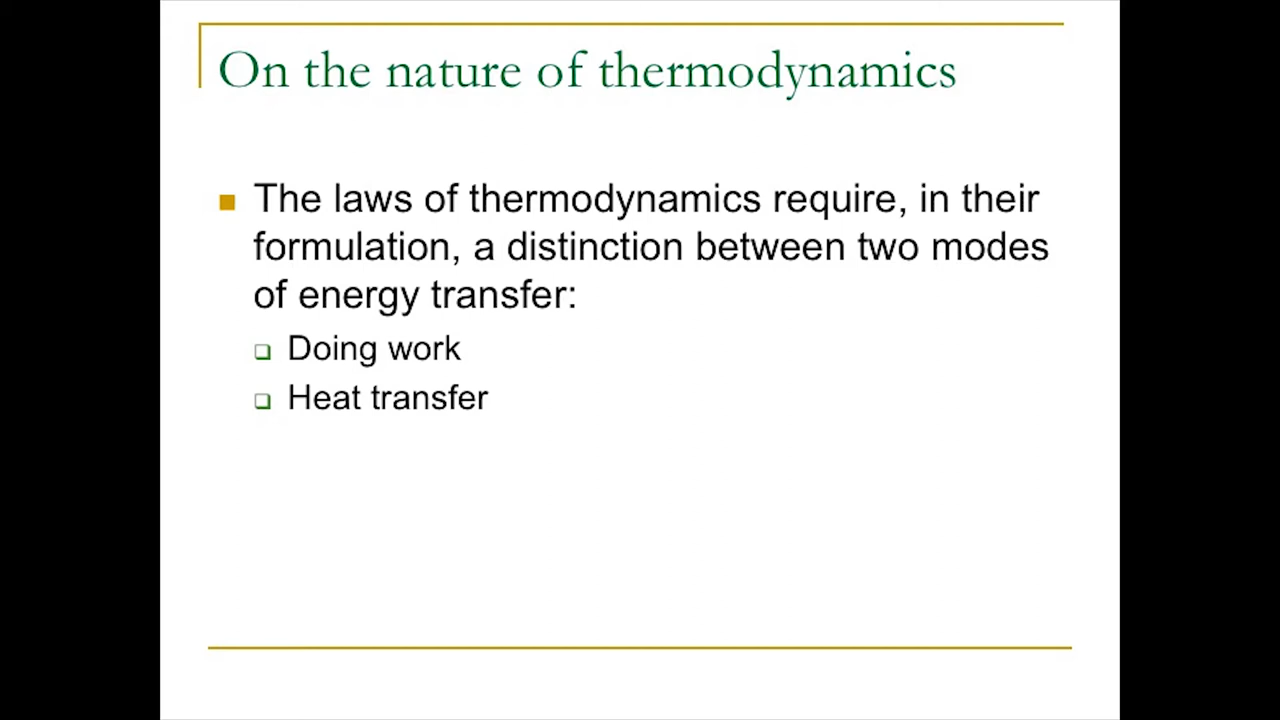 On the nature of thermodynamics
The laws of thermodynamics require, in their
formulation, a distinction between two modes
of energy transfer:
Doing work
Heat transfer